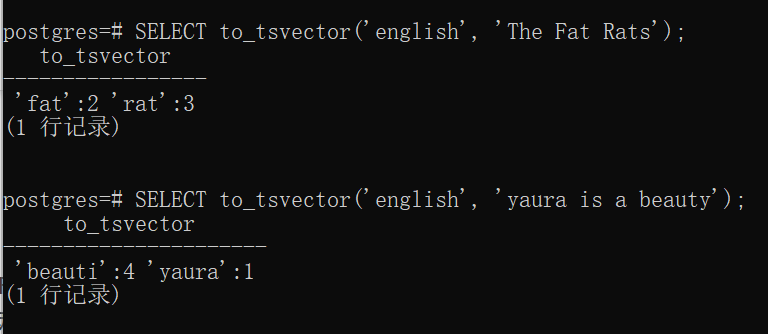 postgres=# SELECT to_tsvector('english', 'The Fat Rats');
to_tsvector
-----------------
'fat':2 'rat':3
(1 行记录)
postgres=# SELECT to_tsvector('english', 'yaura is a beauty');
to_tsvector
----------------------
'beauti':4 'yaura':1
(1 行记录)